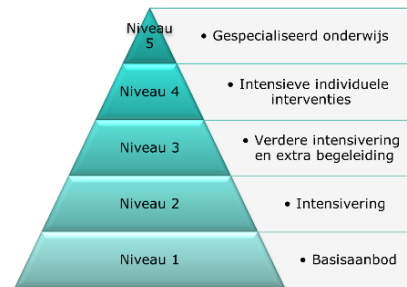 Niveau
5
• Gespecialiseerd onderwijs
Niveau 4
• Intensieve individuele
interventies
Niveau 3
• Verdere intensivering
en extra begeleiding
Niveau 2
• Intensivering
Niveau 1
• Basisaanbod